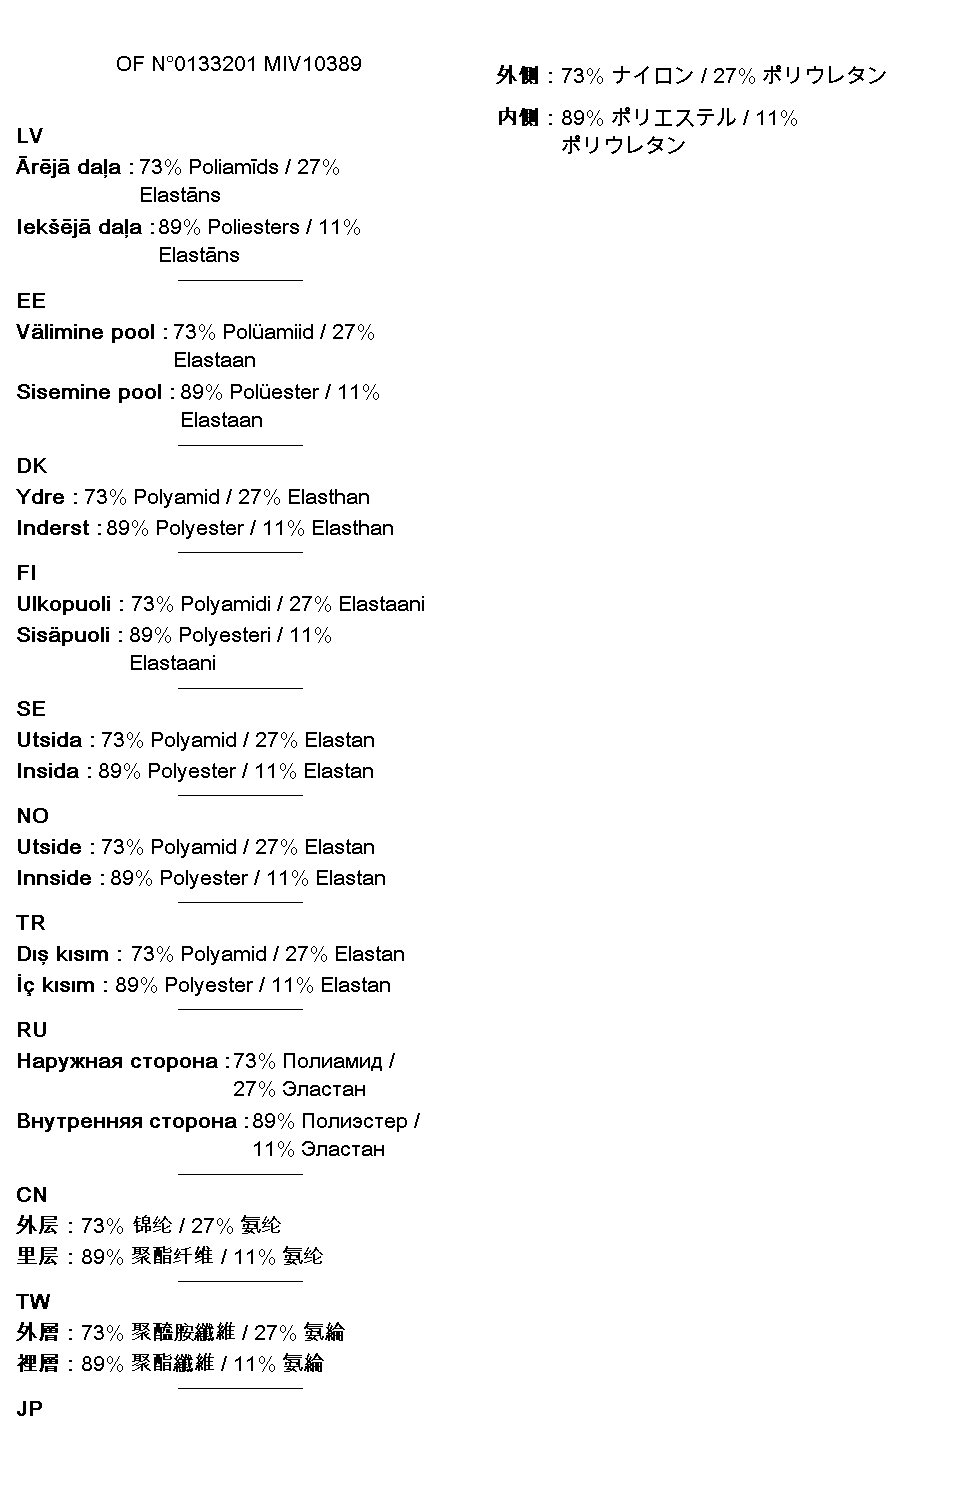 OF N°0133201 MIV10389
LV
Ārējā daļa : 73% Poliamīds / 27%
Elastāns
Iekšējā daļa : 89% Poliesters / 11%
Elastāns
EE
Välimine pool : 73% Polüamiid / 27%
Elastaan
Sisemine pool : 89% Polüester / 11%
Elastaan
DK
Ydre : 73% Polyamid / 27% Elasthan
Inderst : 89% Polyester / 11% Elasthan
FI
Ulkopuoli : 73% Polyamidi / 27% Elastaani
Sisäpuoli : 89% Polyesteri / 11%
Elastaani
SE
Utsida : 73% Polyamid / 27% Elastan
Insida : 89% Polyester / 11% Elastan
NO
Utside : 73% Polyamid / 27% Elastan
Innside : 89% Polyester / 11% Elastan
TR
Dış kısım : 73% Polyamid / 27% Elastan
İç kısım : 89% Polyester / 11% Elastan
RU
Наружная сторона : 73% Полиамид /
27% Эластан
Внутренняя сторона : 89% Полиэстер /
11% Эластан
CN
外层 : 73% 锦纶 / 27% 氨纶
里层 : 89% 聚酯纤维 / 11% 氨纶
TW
外層 : 73% 聚醯胺纖維 / 27% 氨綸
裡層 : 89% 聚酯纖維 / 11% 氨綸
JP
外側 : 73% ナイロン / 27% ポリウレタン
内側 : 89% ポリエステル / 11%
ポリウレタン